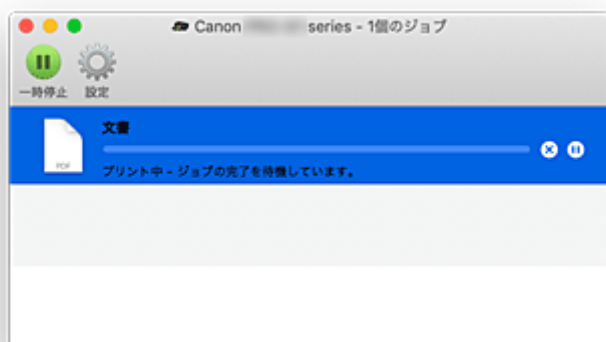 Canon series - 1個のジョブ
一時停止 設定
文書
PDF
プリント中 - ジョブの完了を待機しています。